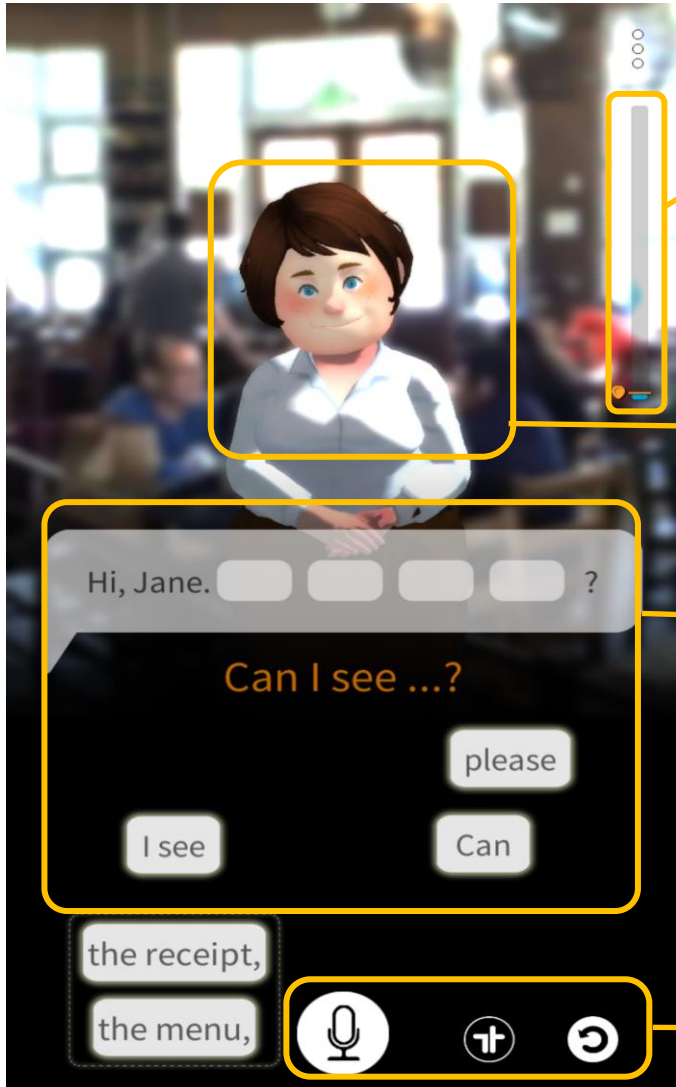 Hi, Jane. ?
Can I see ...?
please
I see Can
the receipt,
the menu,